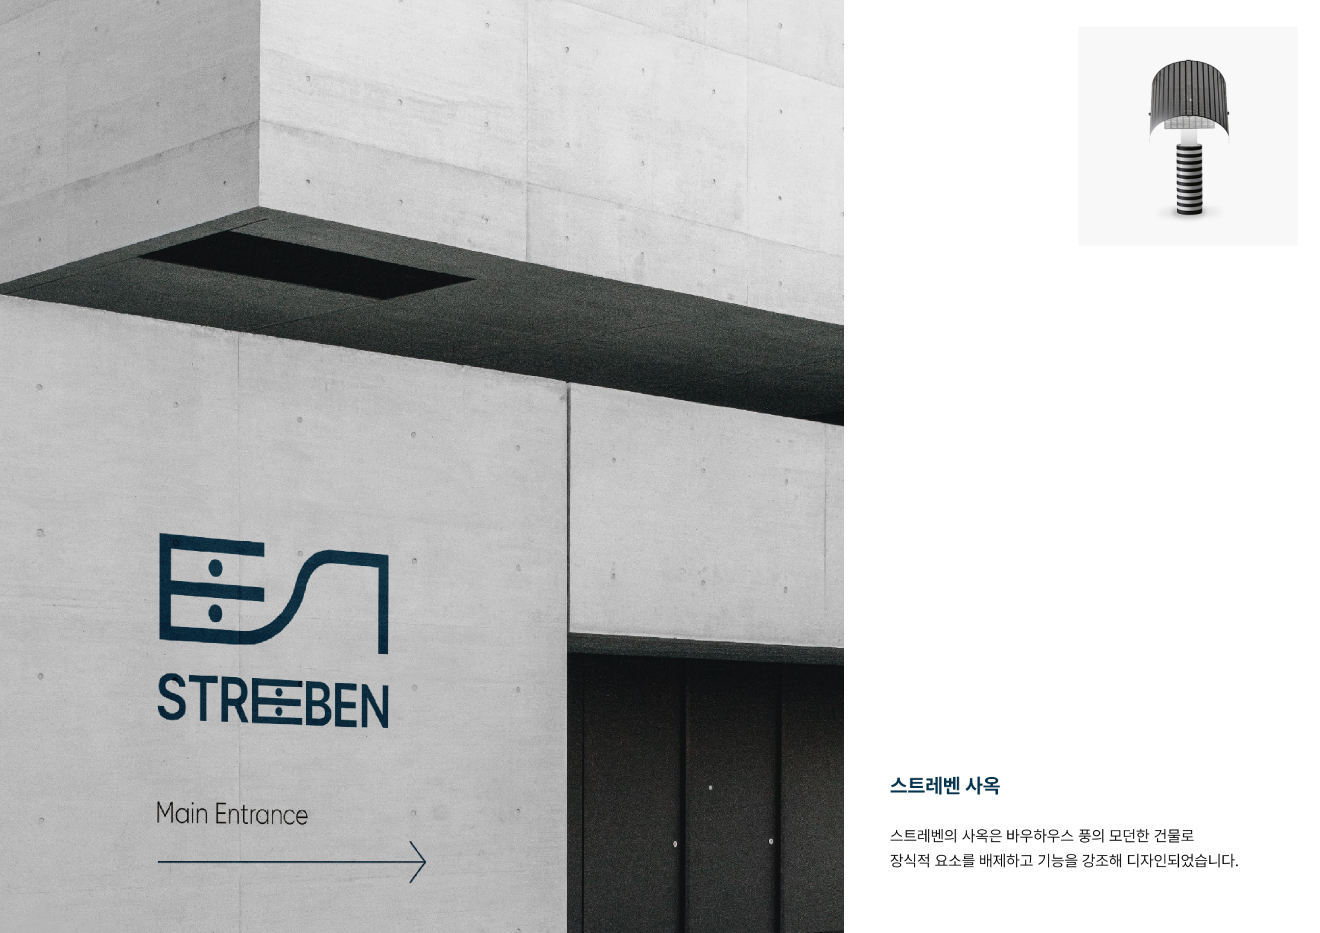 STREEBEN
Main Entrance
스트레벤 사옥
스트레벤의 사옥은 바우하우스 풍의 모던한 건물로
장식적 요소를 배제하고 기능을 강조해 디자인되었습니다.